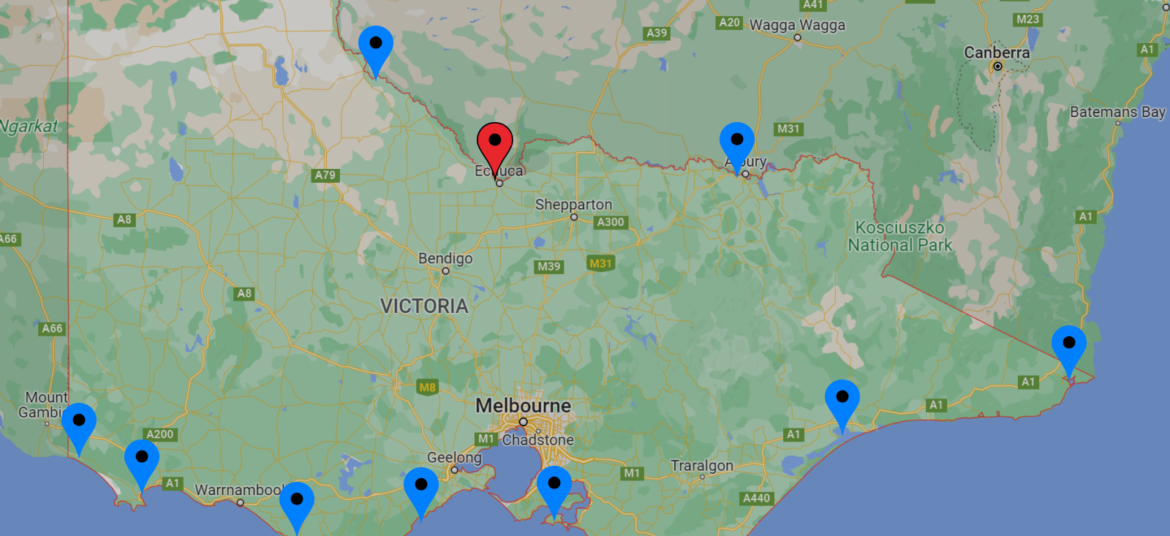 A41
A20
M23
Wagga Wagga
A39
A1
Canberra
Batemans Bay
Ngarkat
M31
Albury
Echuca
A79
Shepparton
A8
A300
A1
A66
Kosciuszko
National Park
Bendigo
M39
M31
A8
VICTORIA
A66
M8
A1
Mount
Melbourne
A1
A200
M1
Chadstone
A1
Geelong
Traralgon
M1
A1
Warrnambool
A440